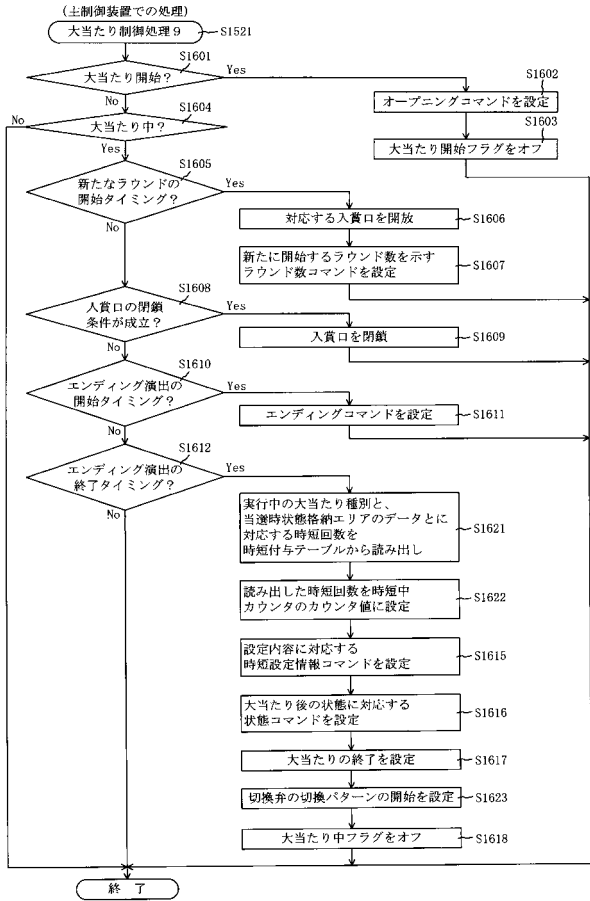 (主制御装置での処理)
大当たり制御処理9
S1521
S1601
大当たり開始?
Yes
No
S1602
オープニングコマンドを設定
S1603
大当たり開始フラグをオフ
S1604
No
大当たり中?
Yes
S1605
新たなラウンドの
開始タイミング?
Yes
No
対応する入賞口を開放
S1606
新たに開始するラウンド数を示す
ラウンド数コマンドを設定
S1607
S1608
入賞口の閉鎖
条件が成立?
Yes
No
入賞口を閉鎖
S1609
S1610
エンディング演出の
開始タイミング?
Yes
No
エンディングコマンドを設定
S1611
S1612
エンディング演出の
終了タイミング?
Yes
No
実行中の大当たり種別と、
当選時状態格納エリアのデータとに
対応する時短回数を
時短付与テーブルから読み出し
S1621
読み出した時短回数を時短中
カウンタのカウンタ値に設定
S1622
設定内容に対応する
時短設定情報コマンドを設定
S1615
大当たり後の状態に対応する
状態コマンドを設定
S1616
大当たりの終了を設定
S1617
切換弁の切換パターンの開始を設定
S1623
大当たり中フラグをオフ
S1618
終 了